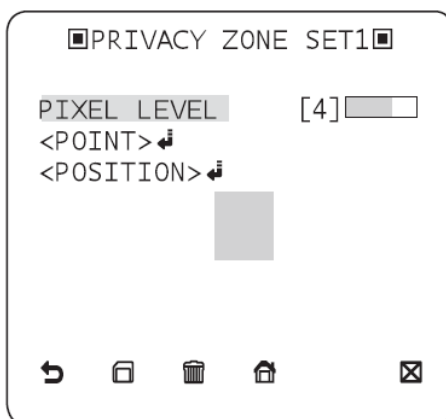 ▣PRIVACY ZONE SET1▣
PIXEL LEVEL [4]
<POINT>↲
<POSITION>↲